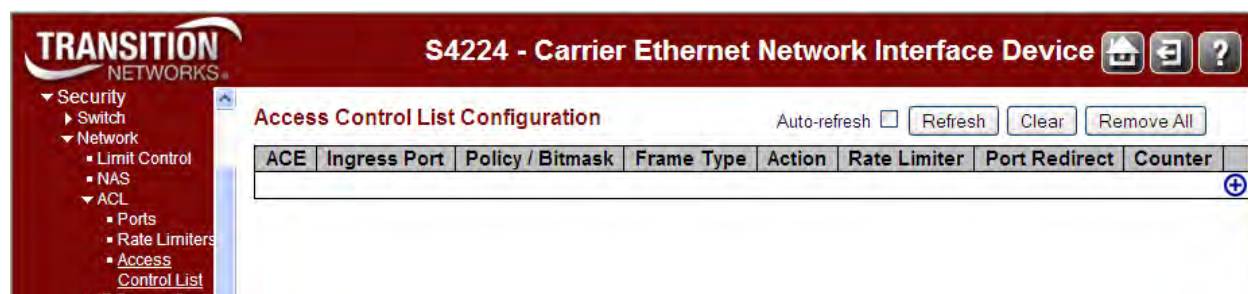 TRANSITION
NETWORKS®
S4224 - Carrier Ethernet Network Interface Device
?
Security
Switch
Network
Limit Control
NAS
ACL
Ports
Rate Limiters
Access
Control List
Access Control List Configuration
Auto-refresh Refresh Clear Remove All
ACE Ingress Port Policy / Bitmask Frame Type Action Rate Limiter Port Redirect Counter